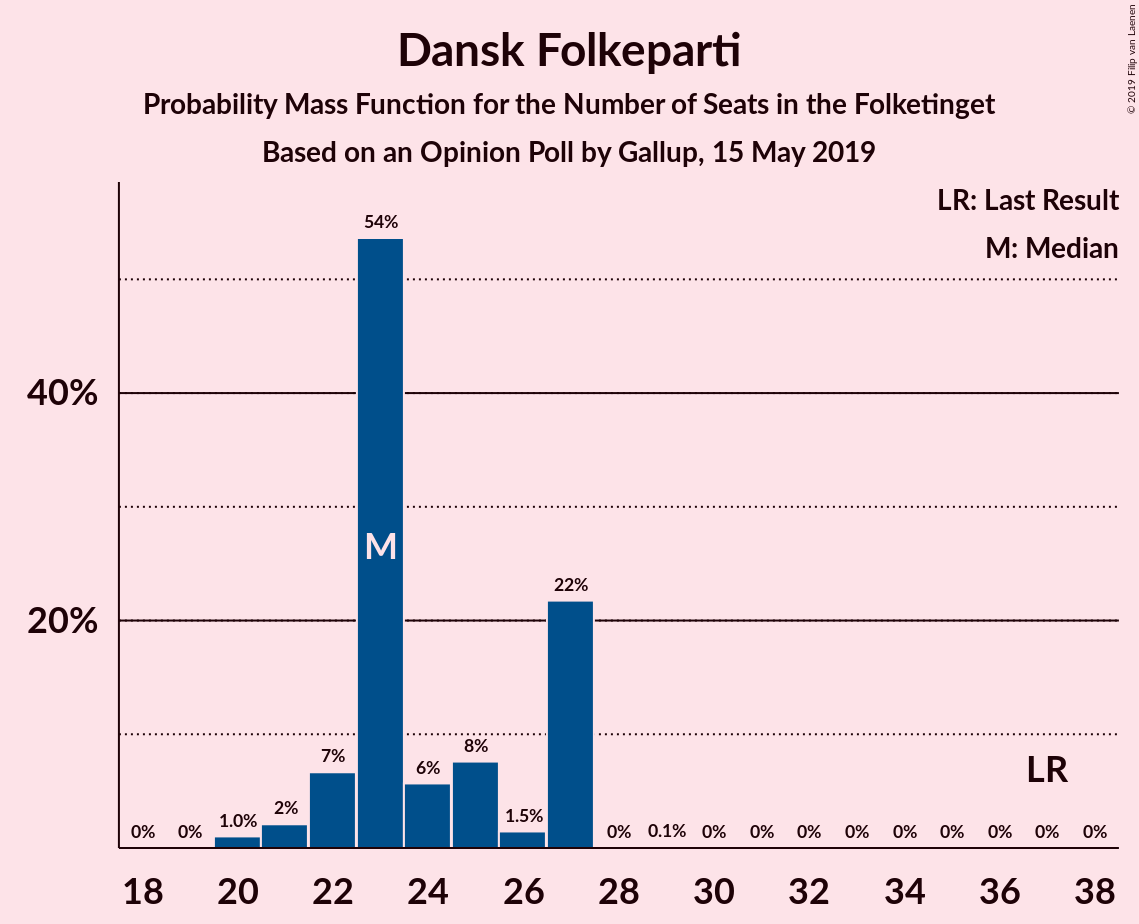 Dansk Folkeparti
Probability Mass Function for the Number of Seats in the Folketinget
Based on an Opinion Poll by Gallup, 15 May 2019
© 2019 Filip van Laenen
LR: Last Result
M: Median
54%
40%
M
22%
20%
8%
7%
6%
LR
2%
1.5%
1.0%
0% 0% 0% 0.1% 0% 0% 0% 0% 0% 0% 0% 0% 0%
18 20 22 24 26 28 30 32 34 36 38